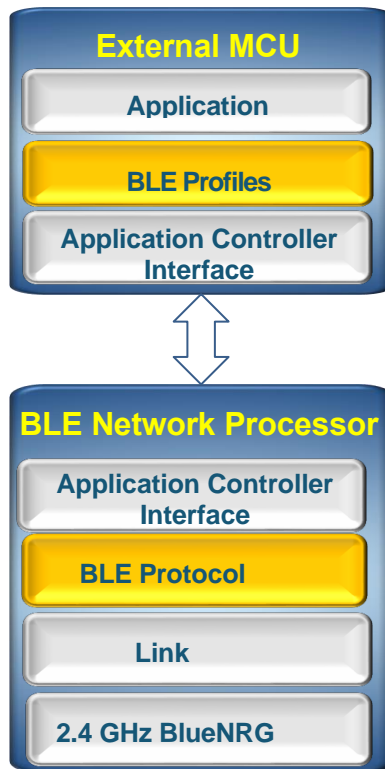 External MCU
Application
BLE Profiles
Application Controller
Interface
BLE Network Processor
Application Controller
Interface
BLE Protocol
Link
2.4 GHz BlueNRG